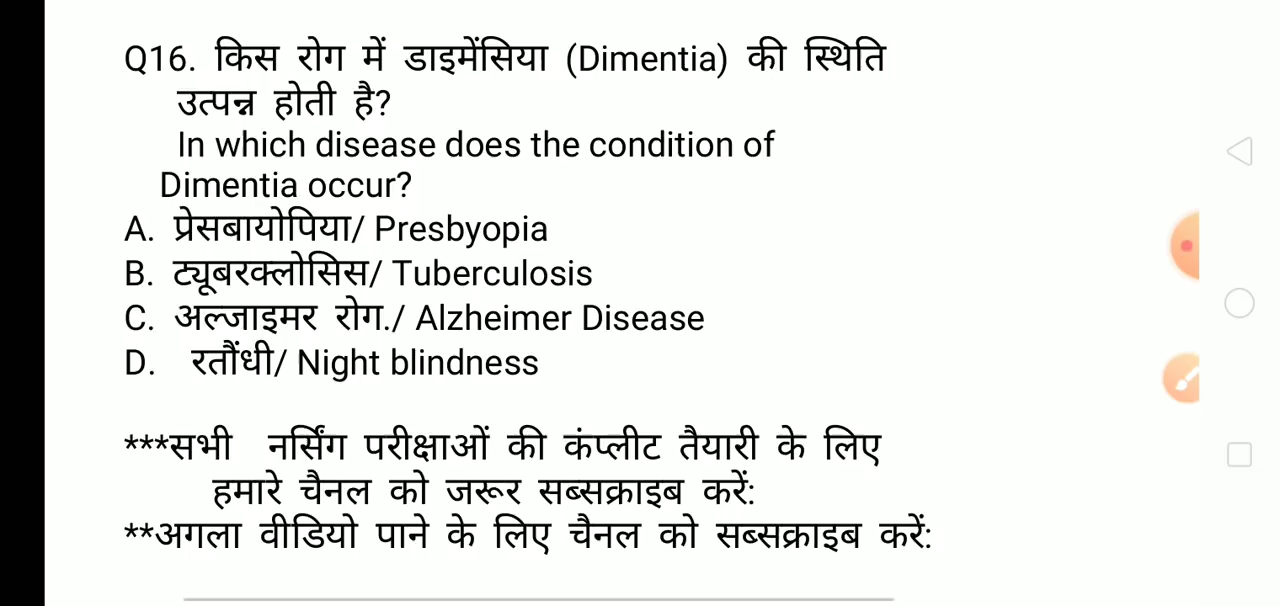 Q16. किस रोग में डाइमेंसिया (Dimentia) की स्थिति
उत्पन्न होती है?
In which disease does the condition of
Dimentia occur?
A. प्रेसबायोपिया/ Presbyopia
B. ट्यूबरक्लोसिस/ Tuberculosis
C. अल्जाइमर रोग./ Alzheimer Disease
D. रतौंधी/ Night blindness
***सभी नर्सिंग परीक्षाओं की कंप्लीट तैयारी के लिए
हमारे चैनल को जरूर सब्सक्राइब करें:
**अगला वीडियो पाने के लिए चैनल को सब्सक्राइब करें: